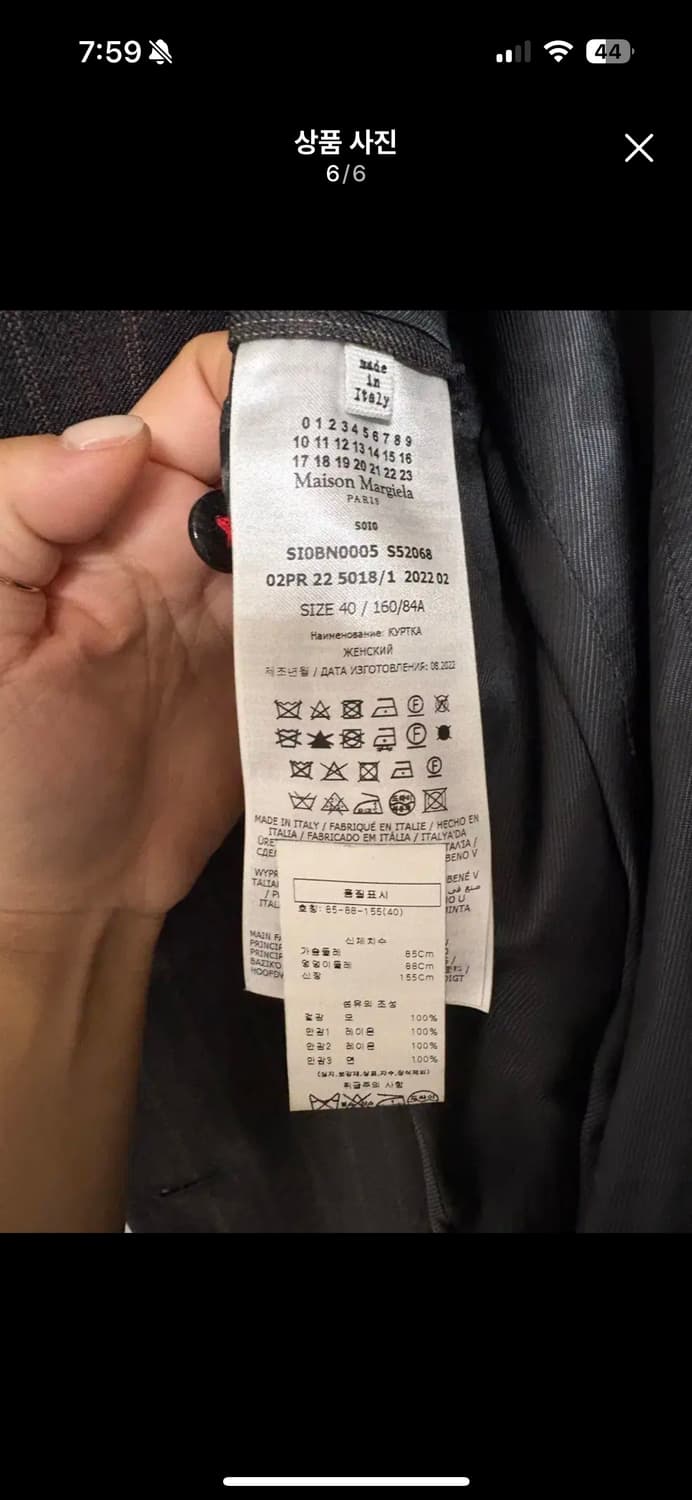 7:59
44
상품 사진
6/6
made
in
Italy
0 1 2 3 4 5 6 7 8 9
10 11 12 13 14 15 16
17 18 19 20 21 22 23
Maison Margiela
PARIS
S0I0
SI0BN0005 S52068
02PR 22 5018/1 2022 02
SIZE 40 / 160/84A
Наименование: КУРТКА
ЖЕНСКИЙ
제조년월 / ДАТА ИЗГОТОВЛЕНИЯ: 08.2022
MADE IN ITALY / FABRIQUÉ EN ITALIE / HECHO EN
ITALIA / FABRICADO EM ITÁLIA / ITALYA'DA
품질표시
호칭: 85-88-155(40)
신체치수
가슴둘레 85Cm
엉덩이둘레 88Cm
신장 155Cm
섬유의 조성
겉감 모 100%
안감1 레이온 100%
안감2 레이온 100%
안감3 면 100%
취급주의 사항